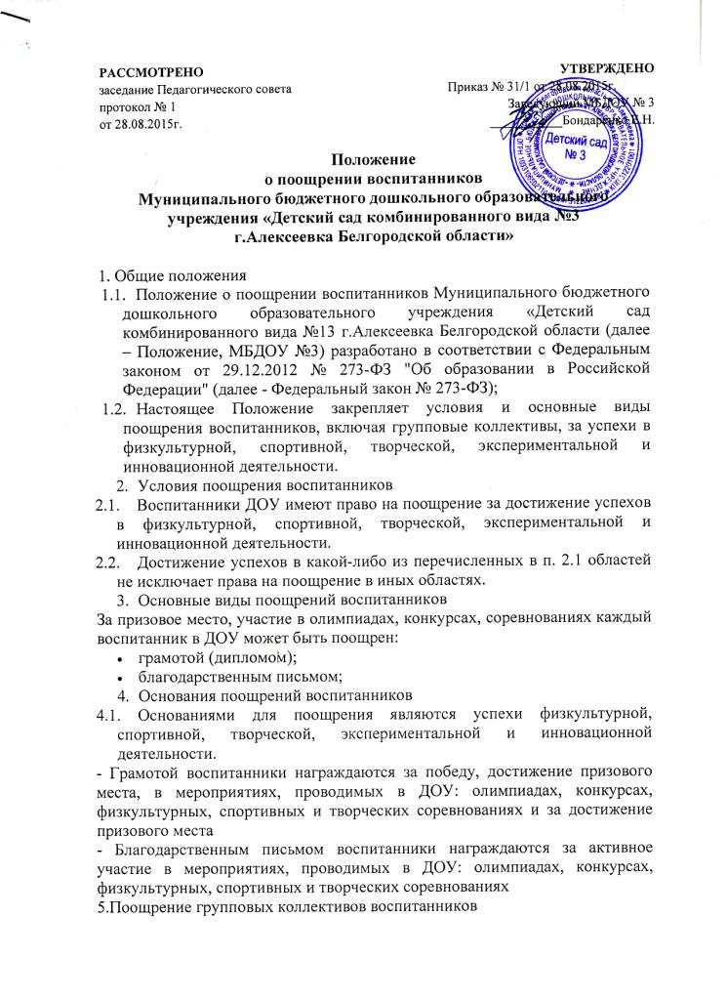 РАССМОТРЕНО
заседание Педагогического совета
протокол № 1
от 28.08.2015г.
УТВЕРЖДЕНО
Приказ № 31/1 от 28.08.2015г.
Заведующий МБДОУ № 3
Бондаренко Е.Н.
Детский сад
№ 3
Положение
о поощрении воспитанников
Муниципального бюджетного дошкольного образовательного
учреждения «Детский сад комбинированного вида №3
г.Алексеевка Белгородской области»
1. Общие положения
1.1. Положение о поощрении воспитанников Муниципального бюджетного
дошкольного образовательного учреждения «Детский сад
комбинированного вида №13 г.Алексеевка Белгородской области (далее
– Положение, МБДОУ №3) разработано в соответствии с Федеральным
законом от 29.12.2012 № 273-ФЗ "Об образовании в Российской
Федерации" (далее - Федеральный закон № 273-ФЗ);
1.2. Настоящее Положение закрепляет условия и основные виды
поощрения воспитанников, включая групповые коллективы, за успехи в
физкультурной, спортивной, творческой, экспериментальной и
инновационной деятельности.
2. Условия поощрения воспитанников
2.1. Воспитанники ДОУ имеют право на поощрение за достижение успехов
в физкультурной, спортивной, творческой, экспериментальной и
инновационной деятельности.
2.2. Достижение успехов в какой-либо из перечисленных в п. 2.1 областей
не исключает права на поощрение в иных областях.
3. Основные виды поощрений воспитанников
За призовое место, участие в олимпиадах, конкурсах, соревнованиях каждый
воспитанник в ДОУ может быть поощрен:
• грамотой (дипломом);
• благодарственным письмом;
4. Основания поощрений воспитанников
4.1. Основаниями для поощрения являются успехи физкультурной,
спортивной, творческой, экспериментальной и инновационной
деятельности.
- Грамотой воспитанники награждаются за победу, достижение призового
места, в мероприятиях, проводимых в ДОУ: олимпиадах, конкурсах,
физкультурных, спортивных и творческих соревнованиях и за достижение
призового места
- Благодарственным письмом воспитанники награждаются за активное
участие в мероприятиях, проводимых в ДОУ: олимпиадах, конкурсах,
физкультурных, спортивных и творческих соревнованиях
5.Поощрение групповых коллективов воспитанников